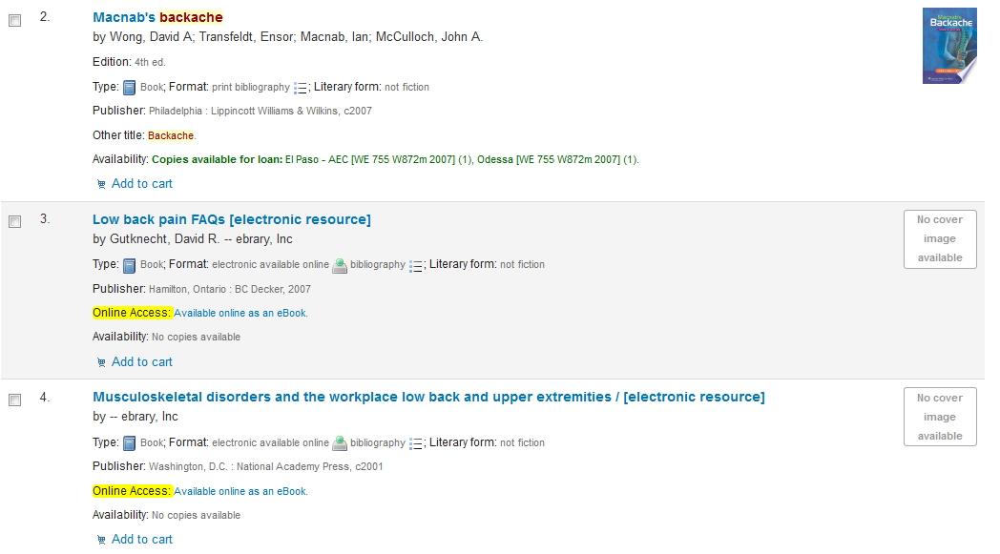 2.
Macnab's backache
by Wong, David A; Transfeldt, Ensor; Macnab, Ian; McCulloch, John A.
Edition: 4th ed.
Type: Book; Format: print bibliography ; Literary form: not fiction
Publisher: Philadelphia : Lippincott Williams & Wilkins, c2007
Other title: Backache.
Availability: Copies available for loan: El Paso - AEC [WE 755 W872m 2007] (1), Odessa [WE 755 W872m 2007] (1).
Add to cart
Macnab's
Backache
3.
Low back pain FAQs [electronic resource]
by Gutknecht, David R. -- ebrary, Inc
Type: Book; Format: electronic available online bibliography ; Literary form: not fiction
Publisher: Hamilton, Ontario : BC Decker, 2007
Online Access: Available online as an eBook.
Availability: No copies available
Add to cart
No cover
image
available
4.
Musculoskeletal disorders and the workplace low back and upper extremities / [electronic resource]
by -- ebrary, Inc
Type: Book; Format: electronic available online bibliography ; Literary form: not fiction
Publisher: Washington, D.C. : National Academy Press, c2001
Online Access: Available online as an eBook.
Availability: No copies available
Add to cart
No cover
image
available